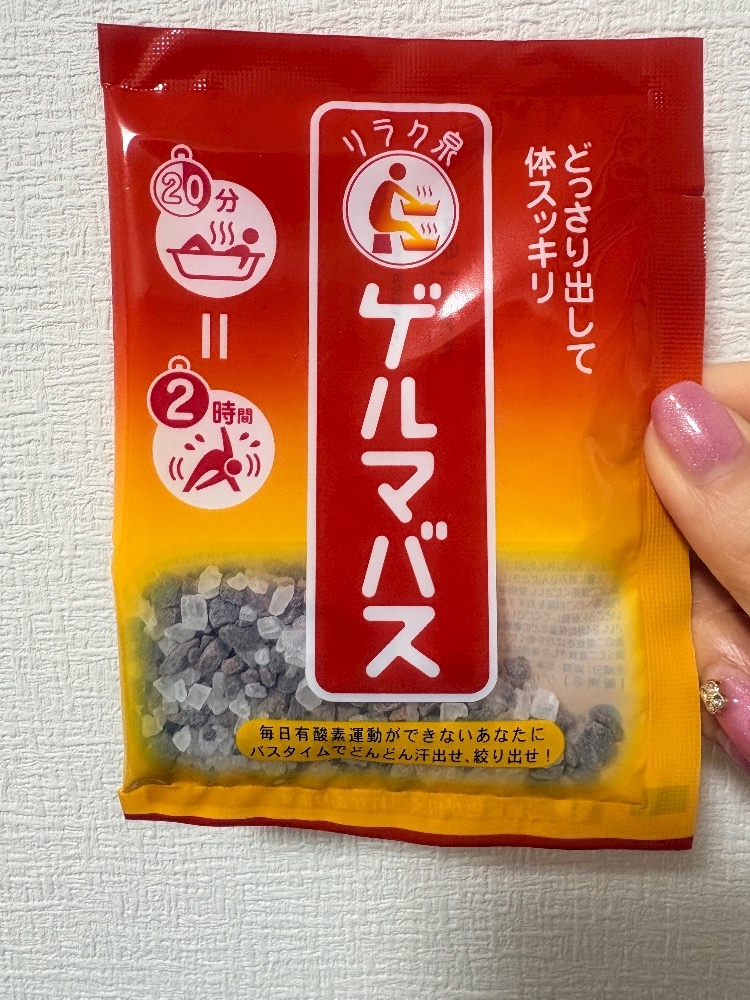 リラク泉
ゲルマバス
どっさり出して
体スッキリ
20分
2時間
毎日有酸素運動ができないあなたに
バスタイムでどんどん汗出せ、絞り出せ!